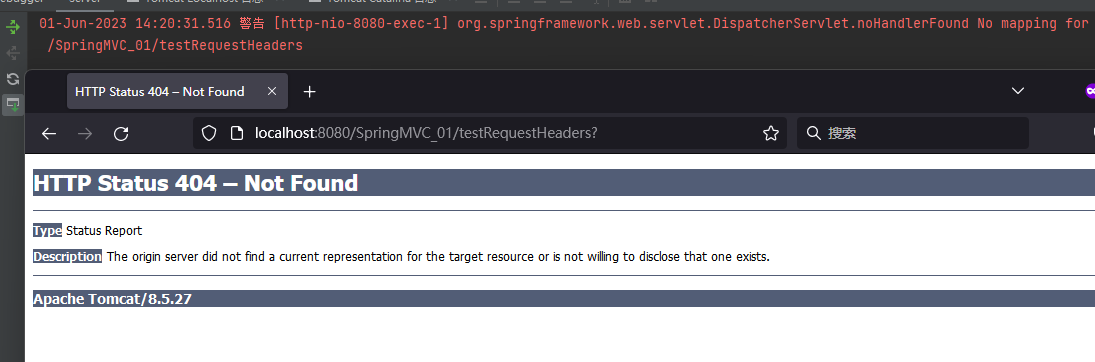 server
01-Jun-2023 14:20:31.516 警告 [http-nio-8080-exec-1] org.springframework.web.servlet.DispatcherServlet.noHandlerFound No mapping for
/SpringMVC_01/testRequestHeaders
HTTP Status 404 – Not Found
localhost:8080/SpringMVC_01/testRequestHeaders?
搜索
HTTP Status 404 – Not Found
Type Status Report
Description The origin server did not find a current representation for the target resource or is not willing to disclose that one exists.
Apache Tomcat/8.5.27